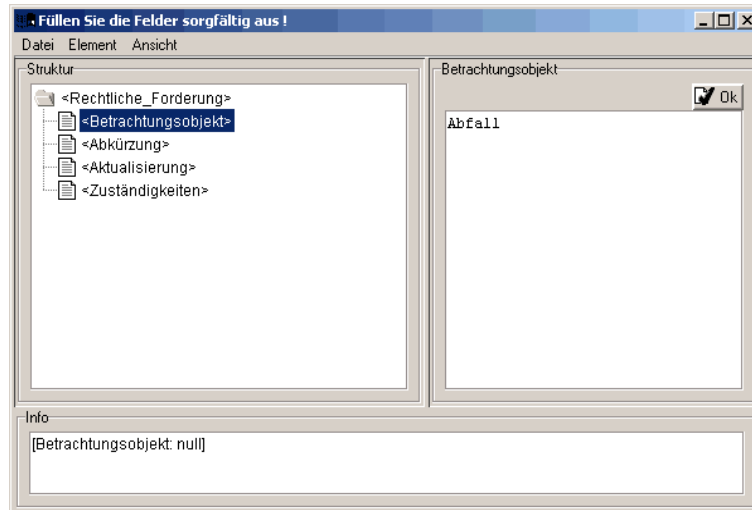 Füllen Sie die Felder sorgfältig aus !
Datei Element Ansicht
Struktur
<Rechtliche_Forderung>
<Betrachtungsobjekt>
<Abkürzung>
<Aktualisierung>
<Zuständigkeiten>
Betrachtungsobjekt
Ok
Abfall
Info
[Betrachtungsobjekt: null]